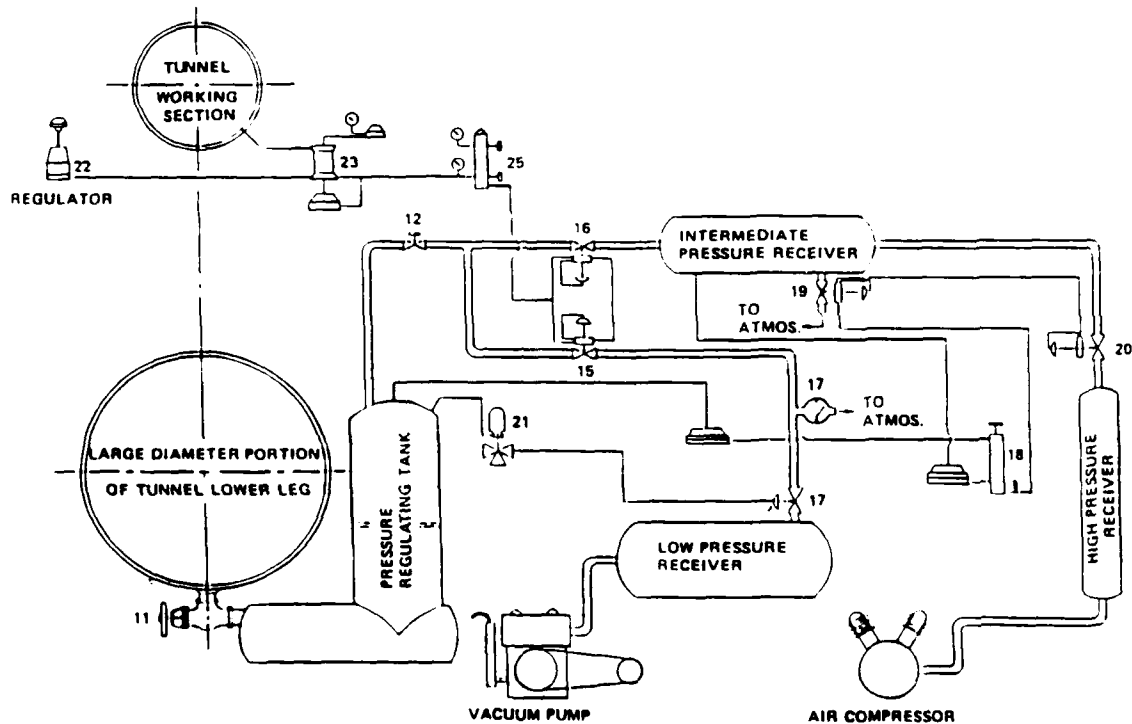 TUNNEL
WORKING
SECTION
22
REGULATOR
23
25
12
16
INTERMEDIATE
PRESSURE RECEIVER
19
TO
ATMOS.
20
15
17
TO
ATMOS.
21
18
LARGE DIAMETER PORTION
OF TUNNEL LOWER LEG
PRESSURE
REGULATING TANK
17
LOW PRESSURE
RECEIVER
HIGH PRESSURE
RECEIVER
11
VACUUM PUMP
AIR COMPRESSOR